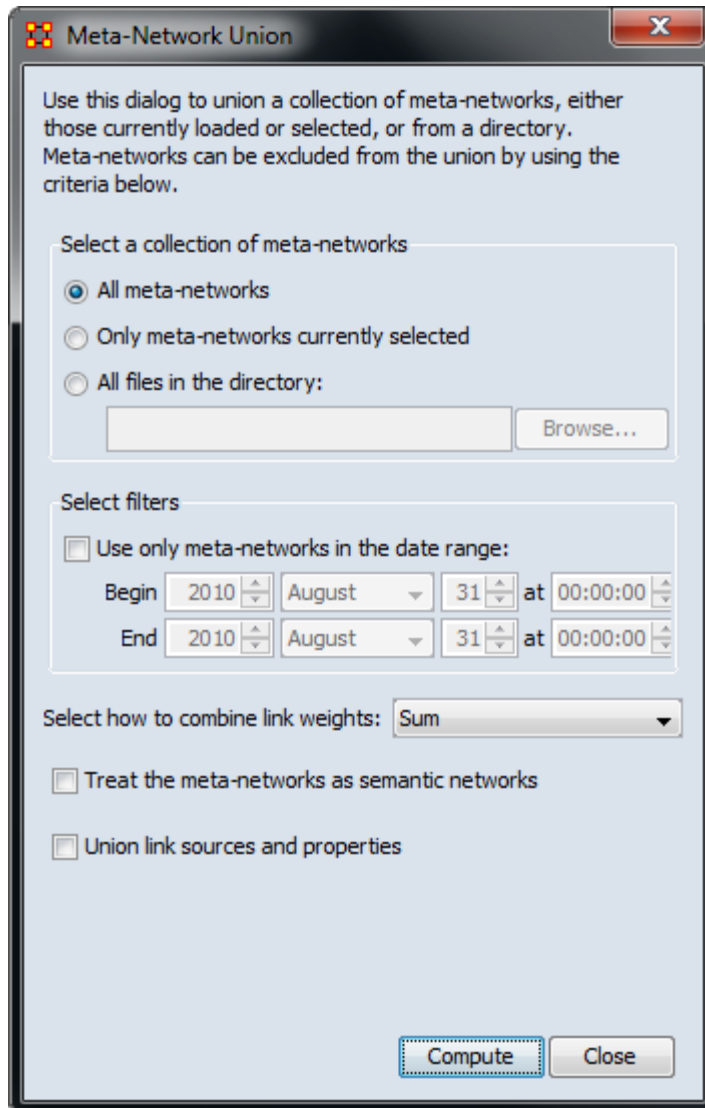 Meta-Network Union
Use this dialog to union a collection of meta-networks, either
those currently loaded or selected, or from a directory.
Meta-networks can be excluded from the union by using the
criteria below.
Select a collection of meta-networks
All meta-networks
Only meta-networks currently selected
All files in the directory:
Browse...
Select filters
Use only meta-networks in the date range:
Begin 2010 August 31 at 00:00:00
End 2010 August 31 at 00:00:00
Select how to combine link weights: Sum
Treat the meta-networks as semantic networks
Union link sources and properties
Compute Close